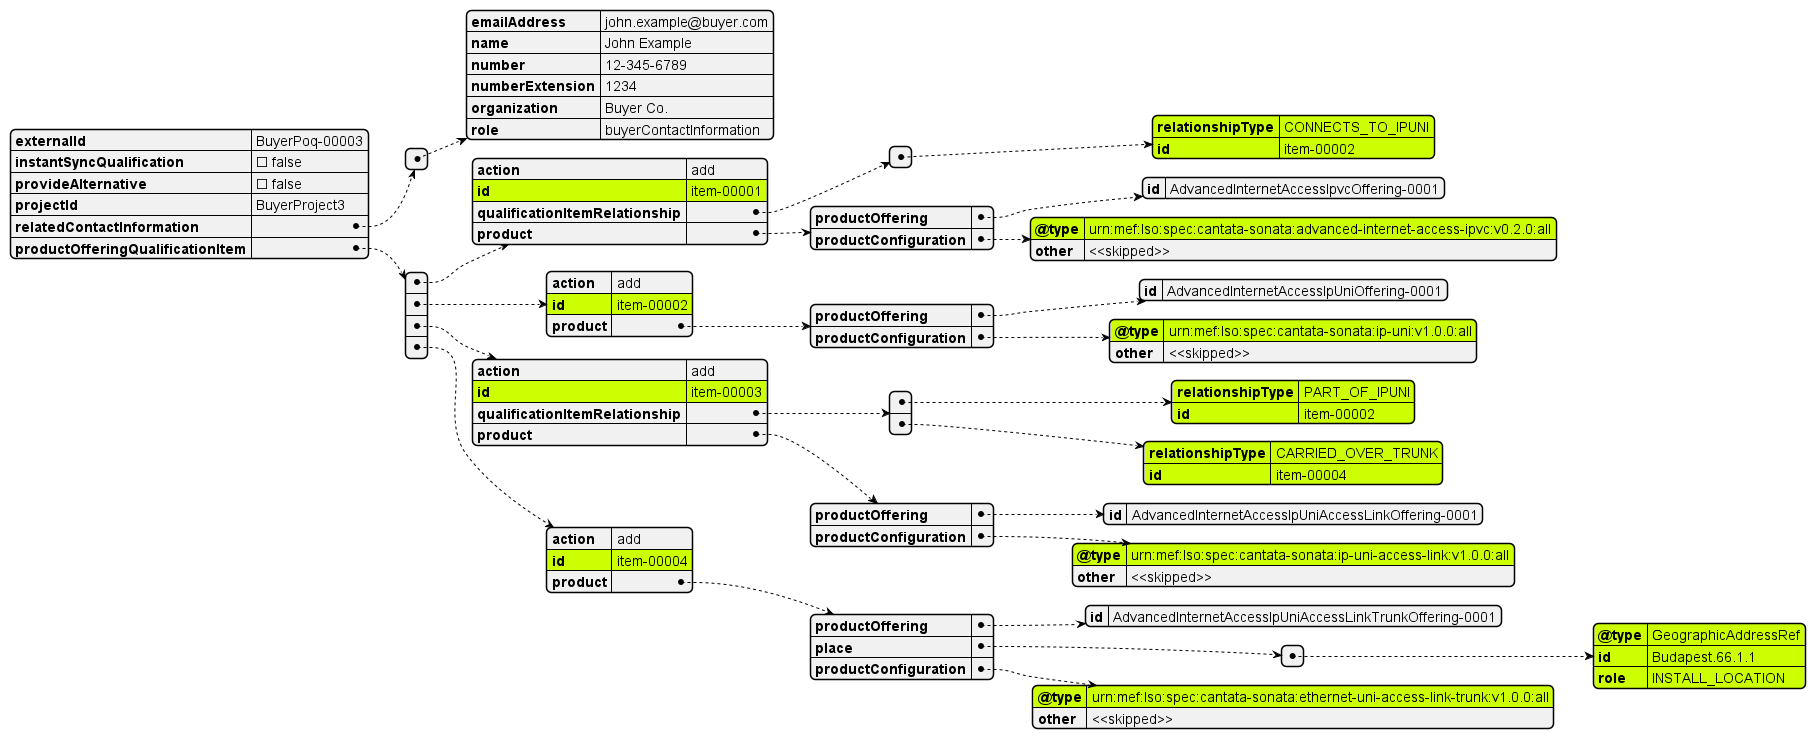 emailAddress john.example@buyer.com
name John Example
number 12-345-6789
numberExtension 1234
organization Buyer Co.
role buyerContactInformation
externalId BuyerPoq-00003
instantSyncQualification ☐ false
provideAlternative ☐ false
projectId BuyerProject3
relatedContactInformation
productOfferingQualificationItem
action add
id item-00001
qualificationItemRelationship
product
relationshipType CONNECTS_TO_IPUNI
id item-00002
productOffering
productConfiguration
id AdvancedInternetAccessIpvcOffering-0001
@type urn:mef:lso:spec:cantata-sonata:advanced-internet-access-ipvc:v0.2.0:all
other <<skipped>>
action add
id item-00002
product
productOffering
productConfiguration
id AdvancedInternetAccessIpUniOffering-0001
@type urn:mef:lso:spec:cantata-sonata:ip-uni:v1.0.0:all
other <<skipped>>
action add
id item-00003
qualificationItemRelationship
product
relationshipType PART_OF_IPUNI
id item-00002
relationshipType CARRIED_OVER_TRUNK
id item-00004
productOffering
productConfiguration
id AdvancedInternetAccessIpUniAccessLinkOffering-0001
@type urn:mef:lso:spec:cantata-sonata:ip-uni-access-link:v1.0.0:all
other <<skipped>>
action add
id item-00004
product
productOffering
place
productConfiguration
id AdvancedInternetAccessIpUniAccessLinkTrunkOffering-0001
@type GeographicAddressRef
id Budapest.66.1.1
role INSTALL_LOCATION
@type urn:mef:lso:spec:cantata-sonata:ethernet-uni-access-link-trunk:v1.0.0:all
other <<skipped>>